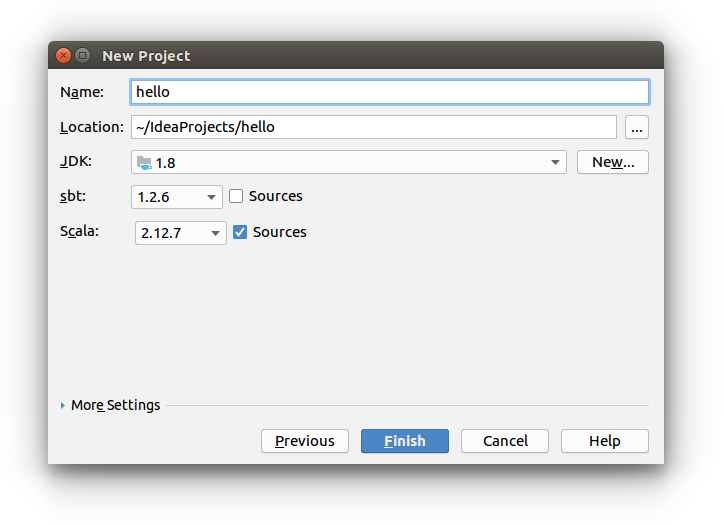 New Project
Name: hello
Location: ~/IdeaProjects/hello ...
JDK: 1.8 New...
sbt: 1.2.6 Sources
Scala: 2.12.7 Sources
More Settings
Previous Finish Cancel Help